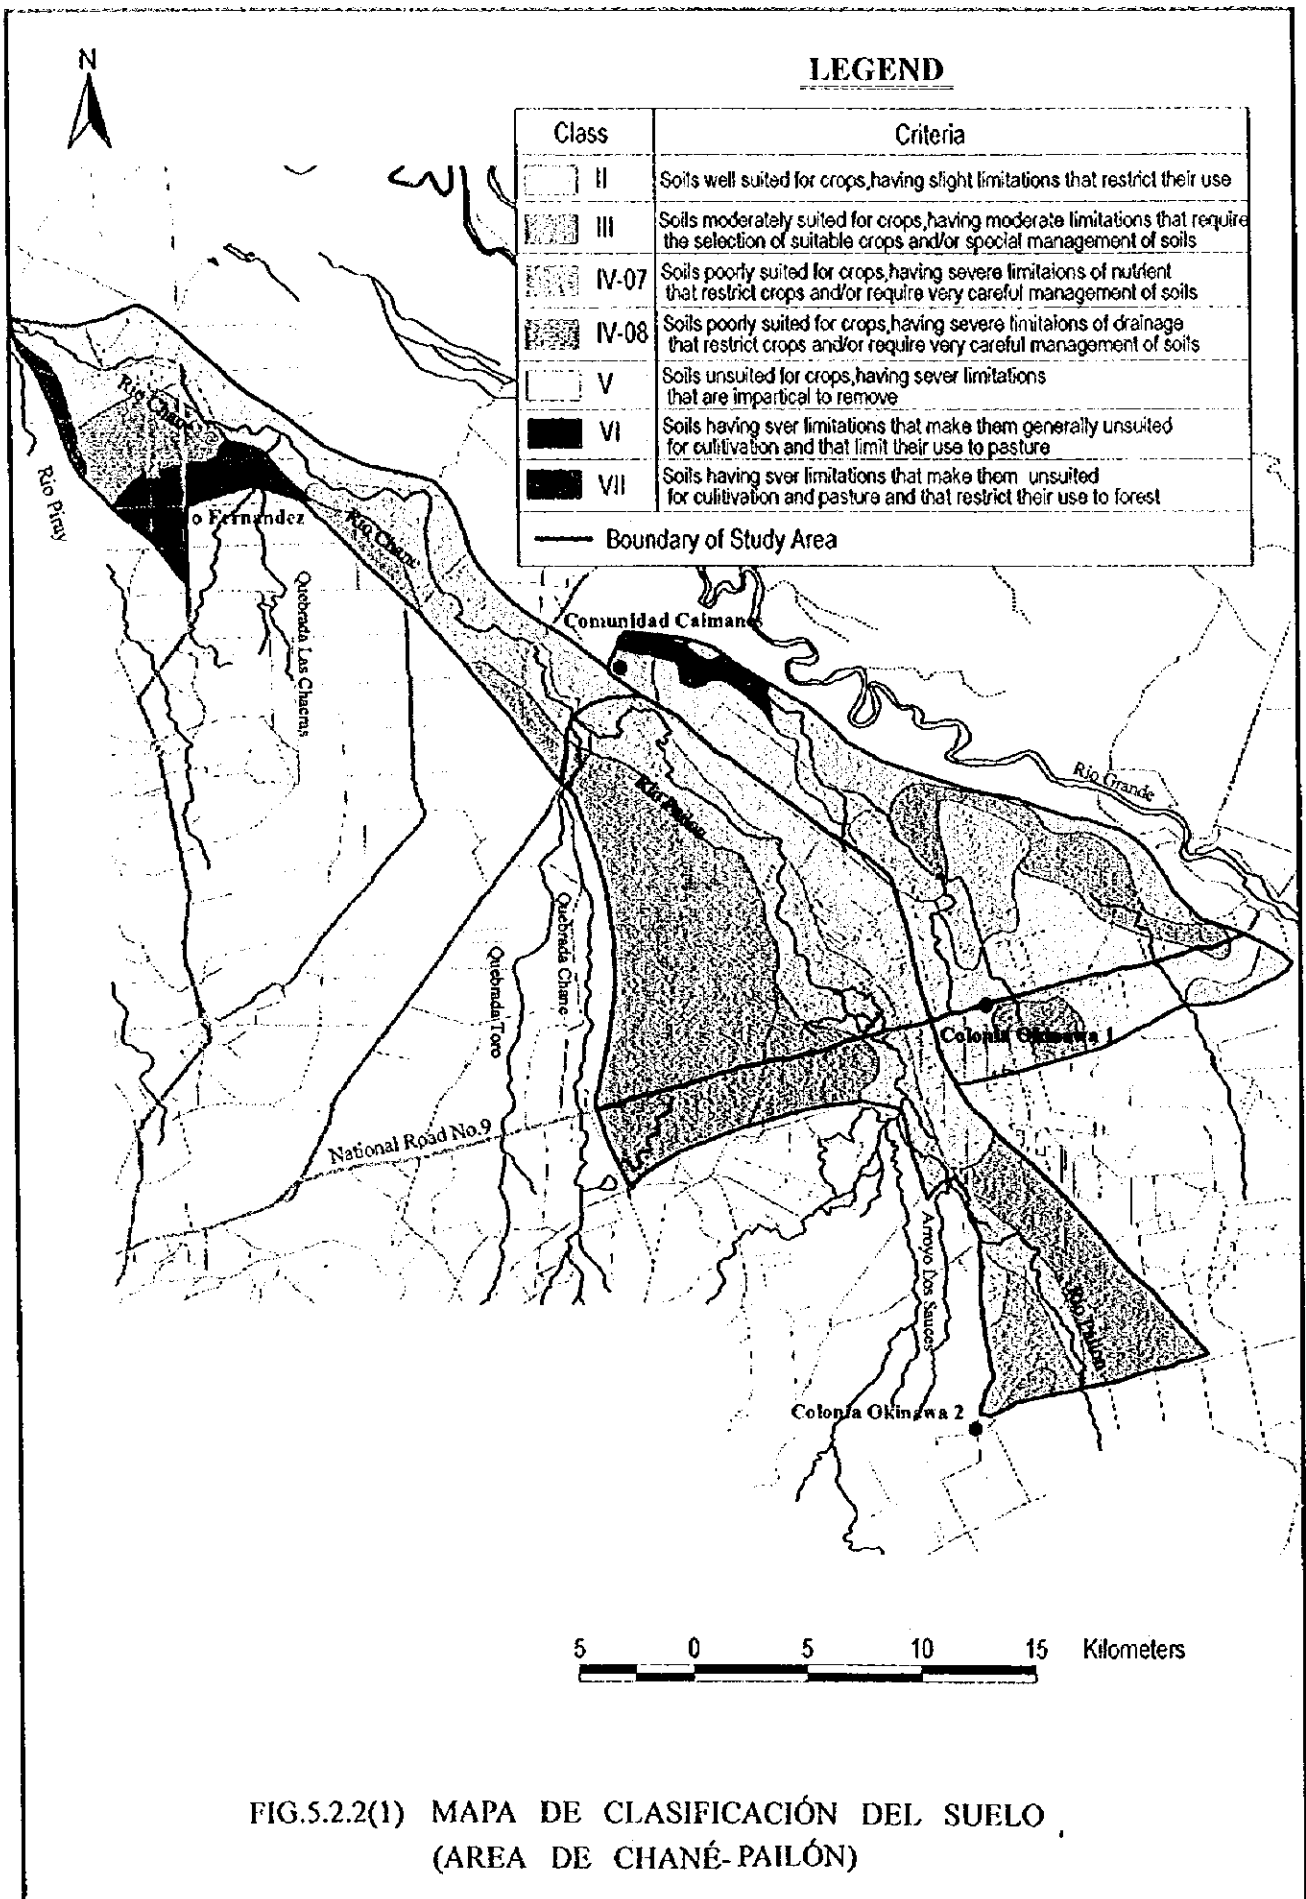 N
LEGEND
Class Criteria
II Soils well suited for crops,having slight limitations that restrict their use
III Soils moderately suited for crops,having moderate limitations that require
the selection of suitable crops and/or special management of soils
IV-07 Soils poorly suited for crops,having severe limitaions of nutrient
that restrict crops and/or require very careful management of soils
IV-08 Soils poorly suited for crops,having severe limitaions of drainage
that restrict crops and/or require very careful management of soils
V Soils unsuited for crops,having sever limitations
that are impartical to remove
VI Soils having sver limitations that make them generally unsuited
for culitivation and that limit their use to pasture
VII Soils having sver limitations that make them unsuited
for culitivation and pasture and that restrict their use to forest
Boundary of Study Area
Río Chane
Río Piray
o Fernandez
Río Chane
Quebrada Las Chacras
Comunidad Caimanes
Río Grande
Río Pailon
Quebrada Chane
Quebrada Toro
Colonia Okinawa 1
National Road No.9
Arroyo Los Sauces
Río Pailon
Colonia Okinawa 2
5 0 5 10 15 Kilometers
FIG.5.2.2(1) MAPA DE CLASIFICACIÓN DEL SUELO
(AREA DE CHANÉ-PAILÓN)